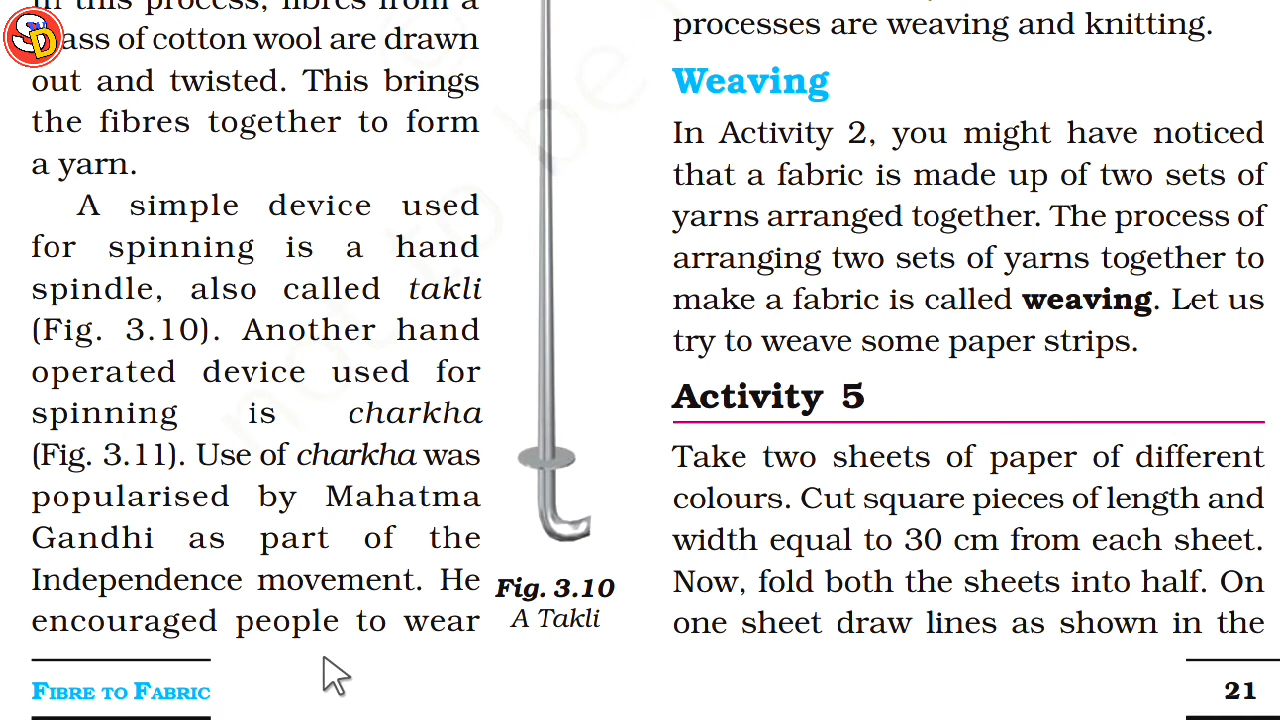 in this process, fibres from a
mass of cotton wool are drawn
out and twisted. This brings
the fibres together to form
a yarn.
A simple device used
for spinning is a hand
spindle, also called takli
(Fig. 3.10). Another hand
operated device used for
spinning is charkha
(Fig. 3.11). Use of charkha was
popularised by Mahatma
Gandhi as part of the
Independence movement. He
encouraged people to wear
Fig. 3.10
A Takli
processes are weaving and knitting.
Weaving
In Activity 2, you might have noticed
that a fabric is made up of two sets of
yarns arranged together. The process of
arranging two sets of yarns together to
make a fabric is called weaving. Let us
try to weave some paper strips.
Activity 5
Take two sheets of paper of different
colours. Cut square pieces of length and
width equal to 30 cm from each sheet.
Now, fold both the sheets into half. On
one sheet draw lines as shown in the
FIBRE TO FABRIC
21
SD
not to be